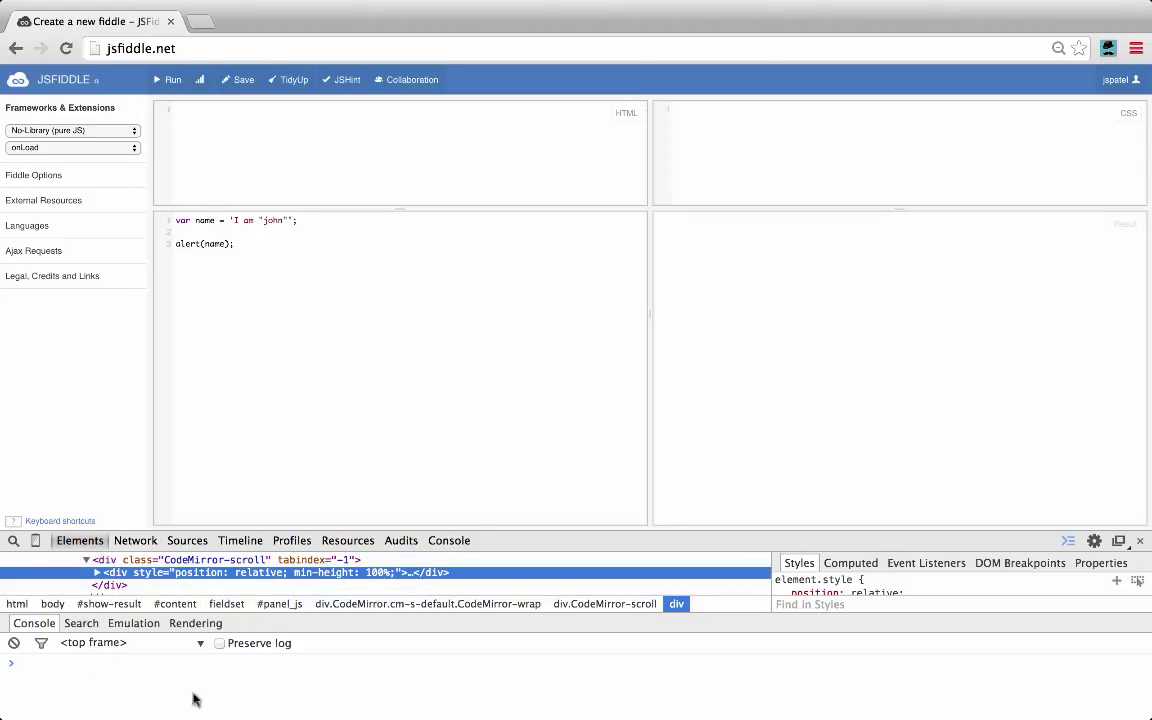 Create a new fiddle – JSFid
jsfiddle.net
JSFIDDLE α
Run
Save
TidyUp
JSHint
Collaboration
jspatel
Frameworks & Extensions
No-Library (pure JS)
onLoad
Fiddle Options
External Resources
Languages
Ajax Requests
Legal, Credits and Links
? Keyboard shortcuts
1
HTML
1
CSS
1 var name = 'I am "john"';
2
3 alert(name);
Result
Elements Network Sources Timeline Profiles Resources Audits Console
▼<div class="CodeMirror-scroll" tabindex="-1">
▶<div style="position: relative; min-height: 100%;">…</div>
</div>
Styles Computed Event Listeners DOM Breakpoints Properties
element.style {
position: relative;
Find in Styles
html body #show-result #content fieldset #panel_js div.CodeMirror.cm-s-default.CodeMirror-wrap div.CodeMirror-scroll div
Console Search Emulation Rendering
<top frame> ▼ Preserve log
>